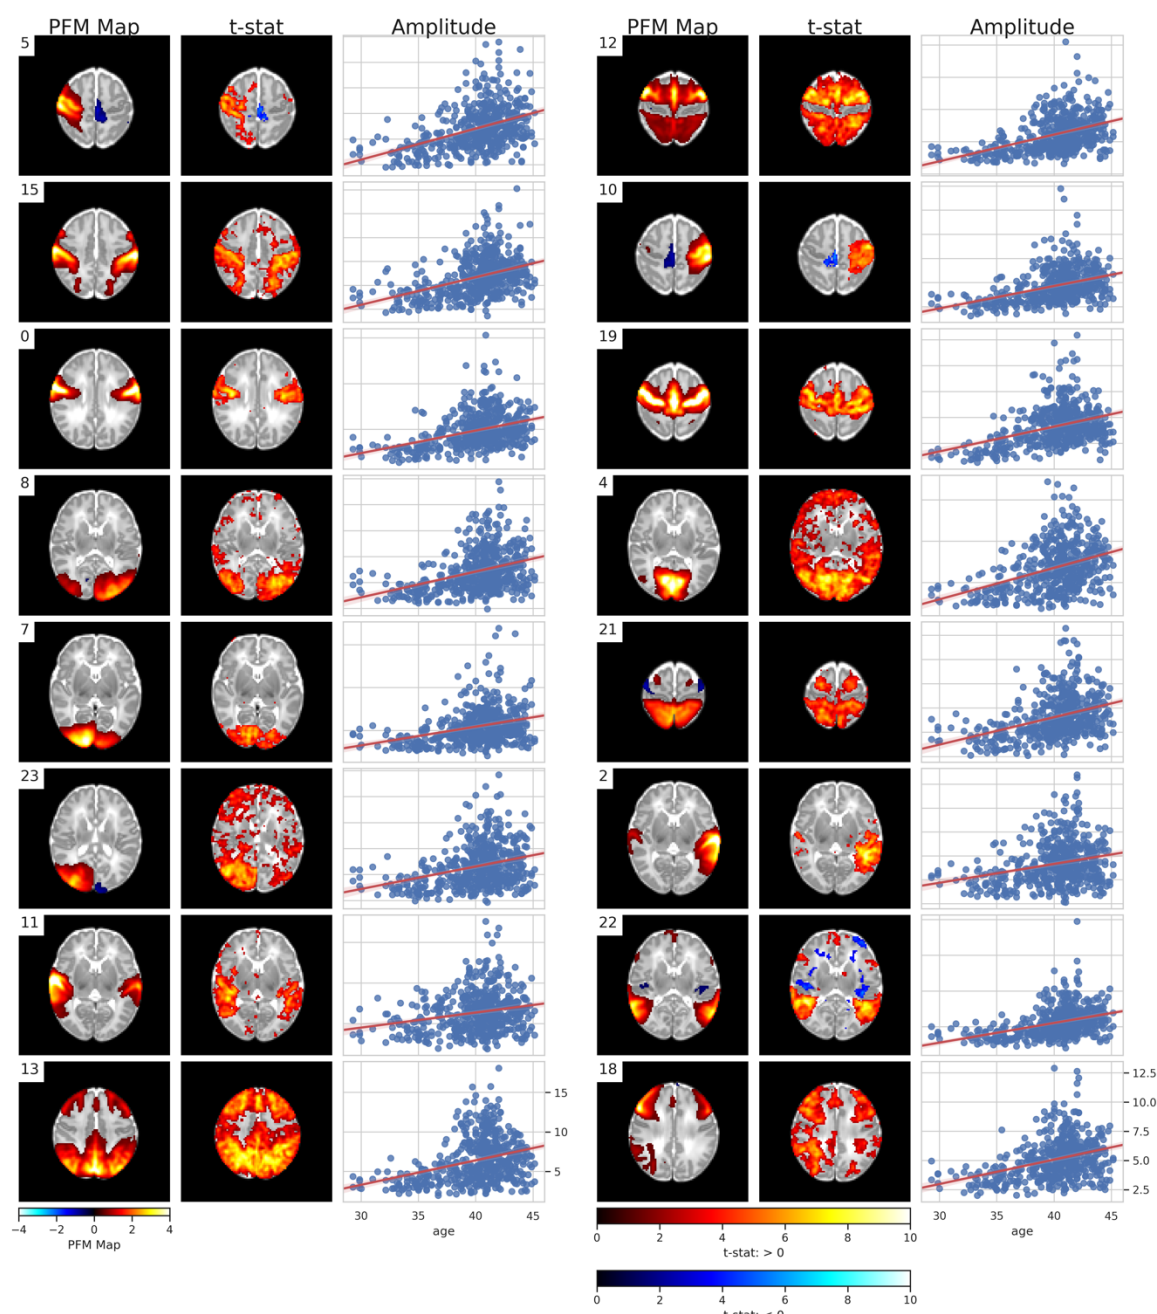 PFM Map t-stat Amplitude PFM Map t-stat Amplitude
5 12
15 10
0 19
8 4
7 21
23 2
11 22
13 18
15
10
5
12.5
10.0
7.5
5.0
2.5
30 35 40 45
age
30 35 40 45
age
−4 −2 0 2 4
PFM Map
0 2 4 6 8 10
t-stat: > 0
0 2 4 6 8 10
t-stat: < 0